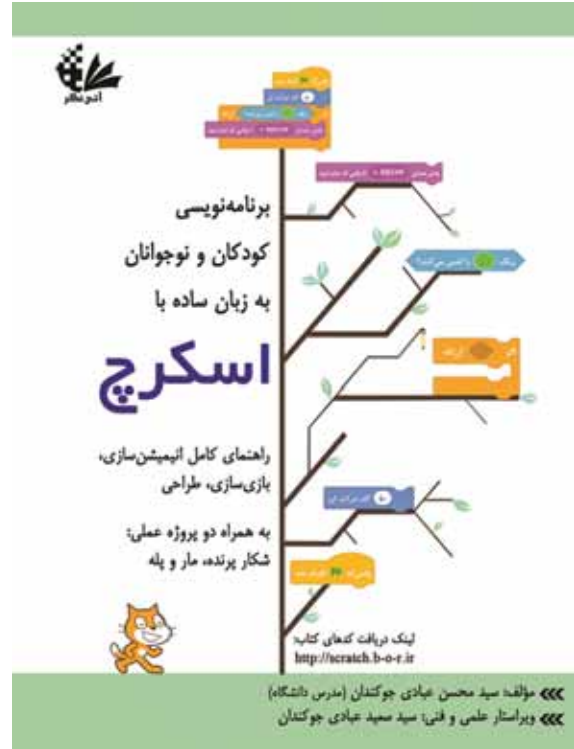 آتی‌نگر
برنامه‌نویسی
کودکان و نوجوانان
به زبان ساده با
اسکرچ
راهنمای کامل انیمیشن‌سازی،
بازی‌سازی، طراحی
به همراه دو پروژه عملی:
شکار پرنده، مار و پله
لینک دریافت کدهای کتاب:
http://scratch.b-o-r.ir
مؤلف: سید محسن عبادی جوکندان (مدرس دانشگاه)
ویراستار علمی و فنی: سید سعید عبادی جوکندان